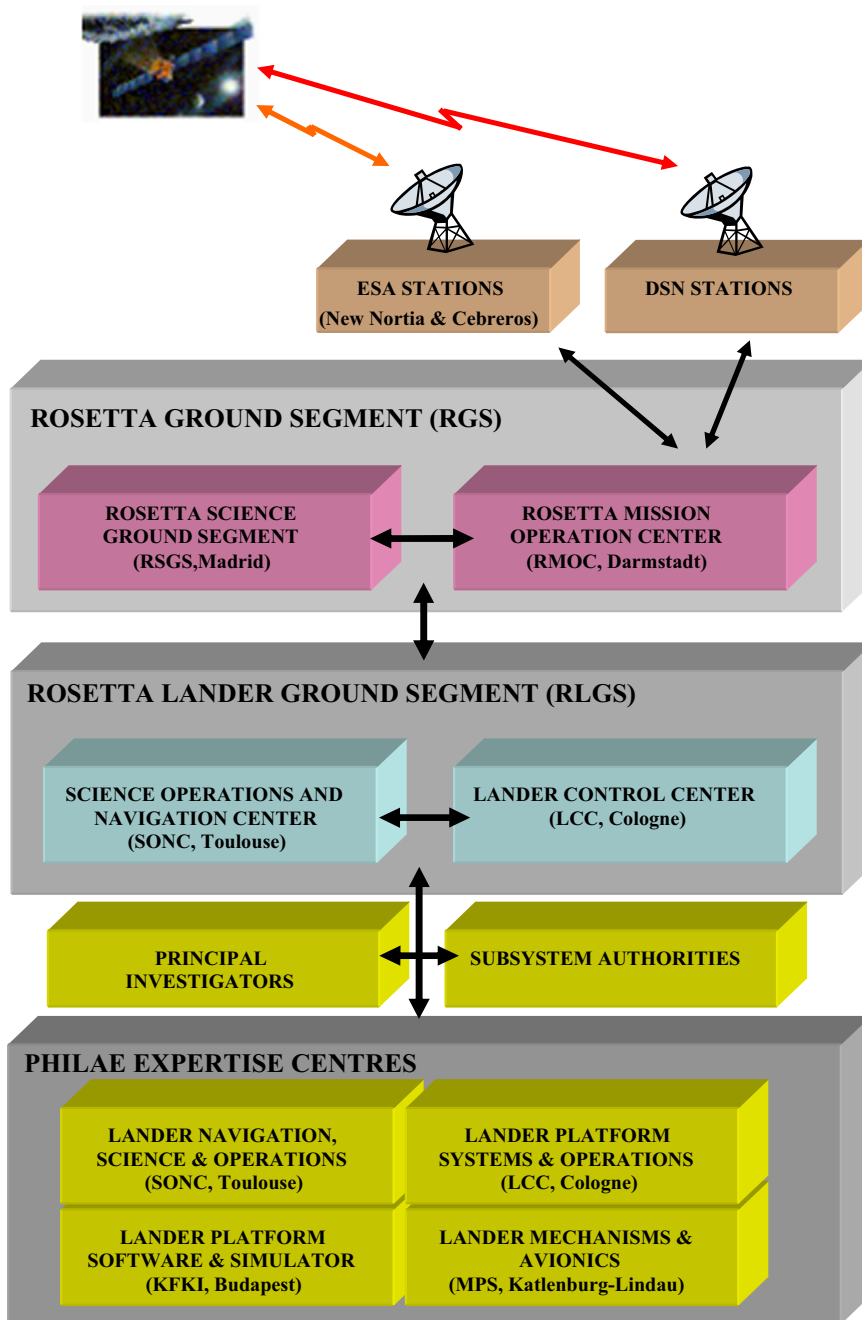 ESA STATIONS
(New Nortia & Cebreros)
DSN STATIONS
ROSETTA GROUND SEGMENT (RGS)
ROSETTA SCIENCE
GROUND SEGMENT
(RSGS,Madrid)
ROSETTA MISSION
OPERATION CENTER
(RMOC, Darmstadt)
ROSETTA LANDER GROUND SEGMENT (RLGS)
SCIENCE OPERATIONS AND
NAVIGATION CENTER
(SONC, Toulouse)
LANDER CONTROL CENTER
(LCC, Cologne)
PRINCIPAL
INVESTIGATORS
SUBSYSTEM AUTHORITIES
PHILAE EXPERTISE CENTRES
LANDER NAVIGATION,
SCIENCE & OPERATIONS
(SONC, Toulouse)
LANDER PLATFORM
SYSTEMS & OPERATIONS
(LCC, Cologne)
LANDER PLATFORM
SOFTWARE & SIMULATOR
(KFKI, Budapest)
LANDER MECHANISMS &
AVIONICS
(MPS, Katlenburg-Lindau)